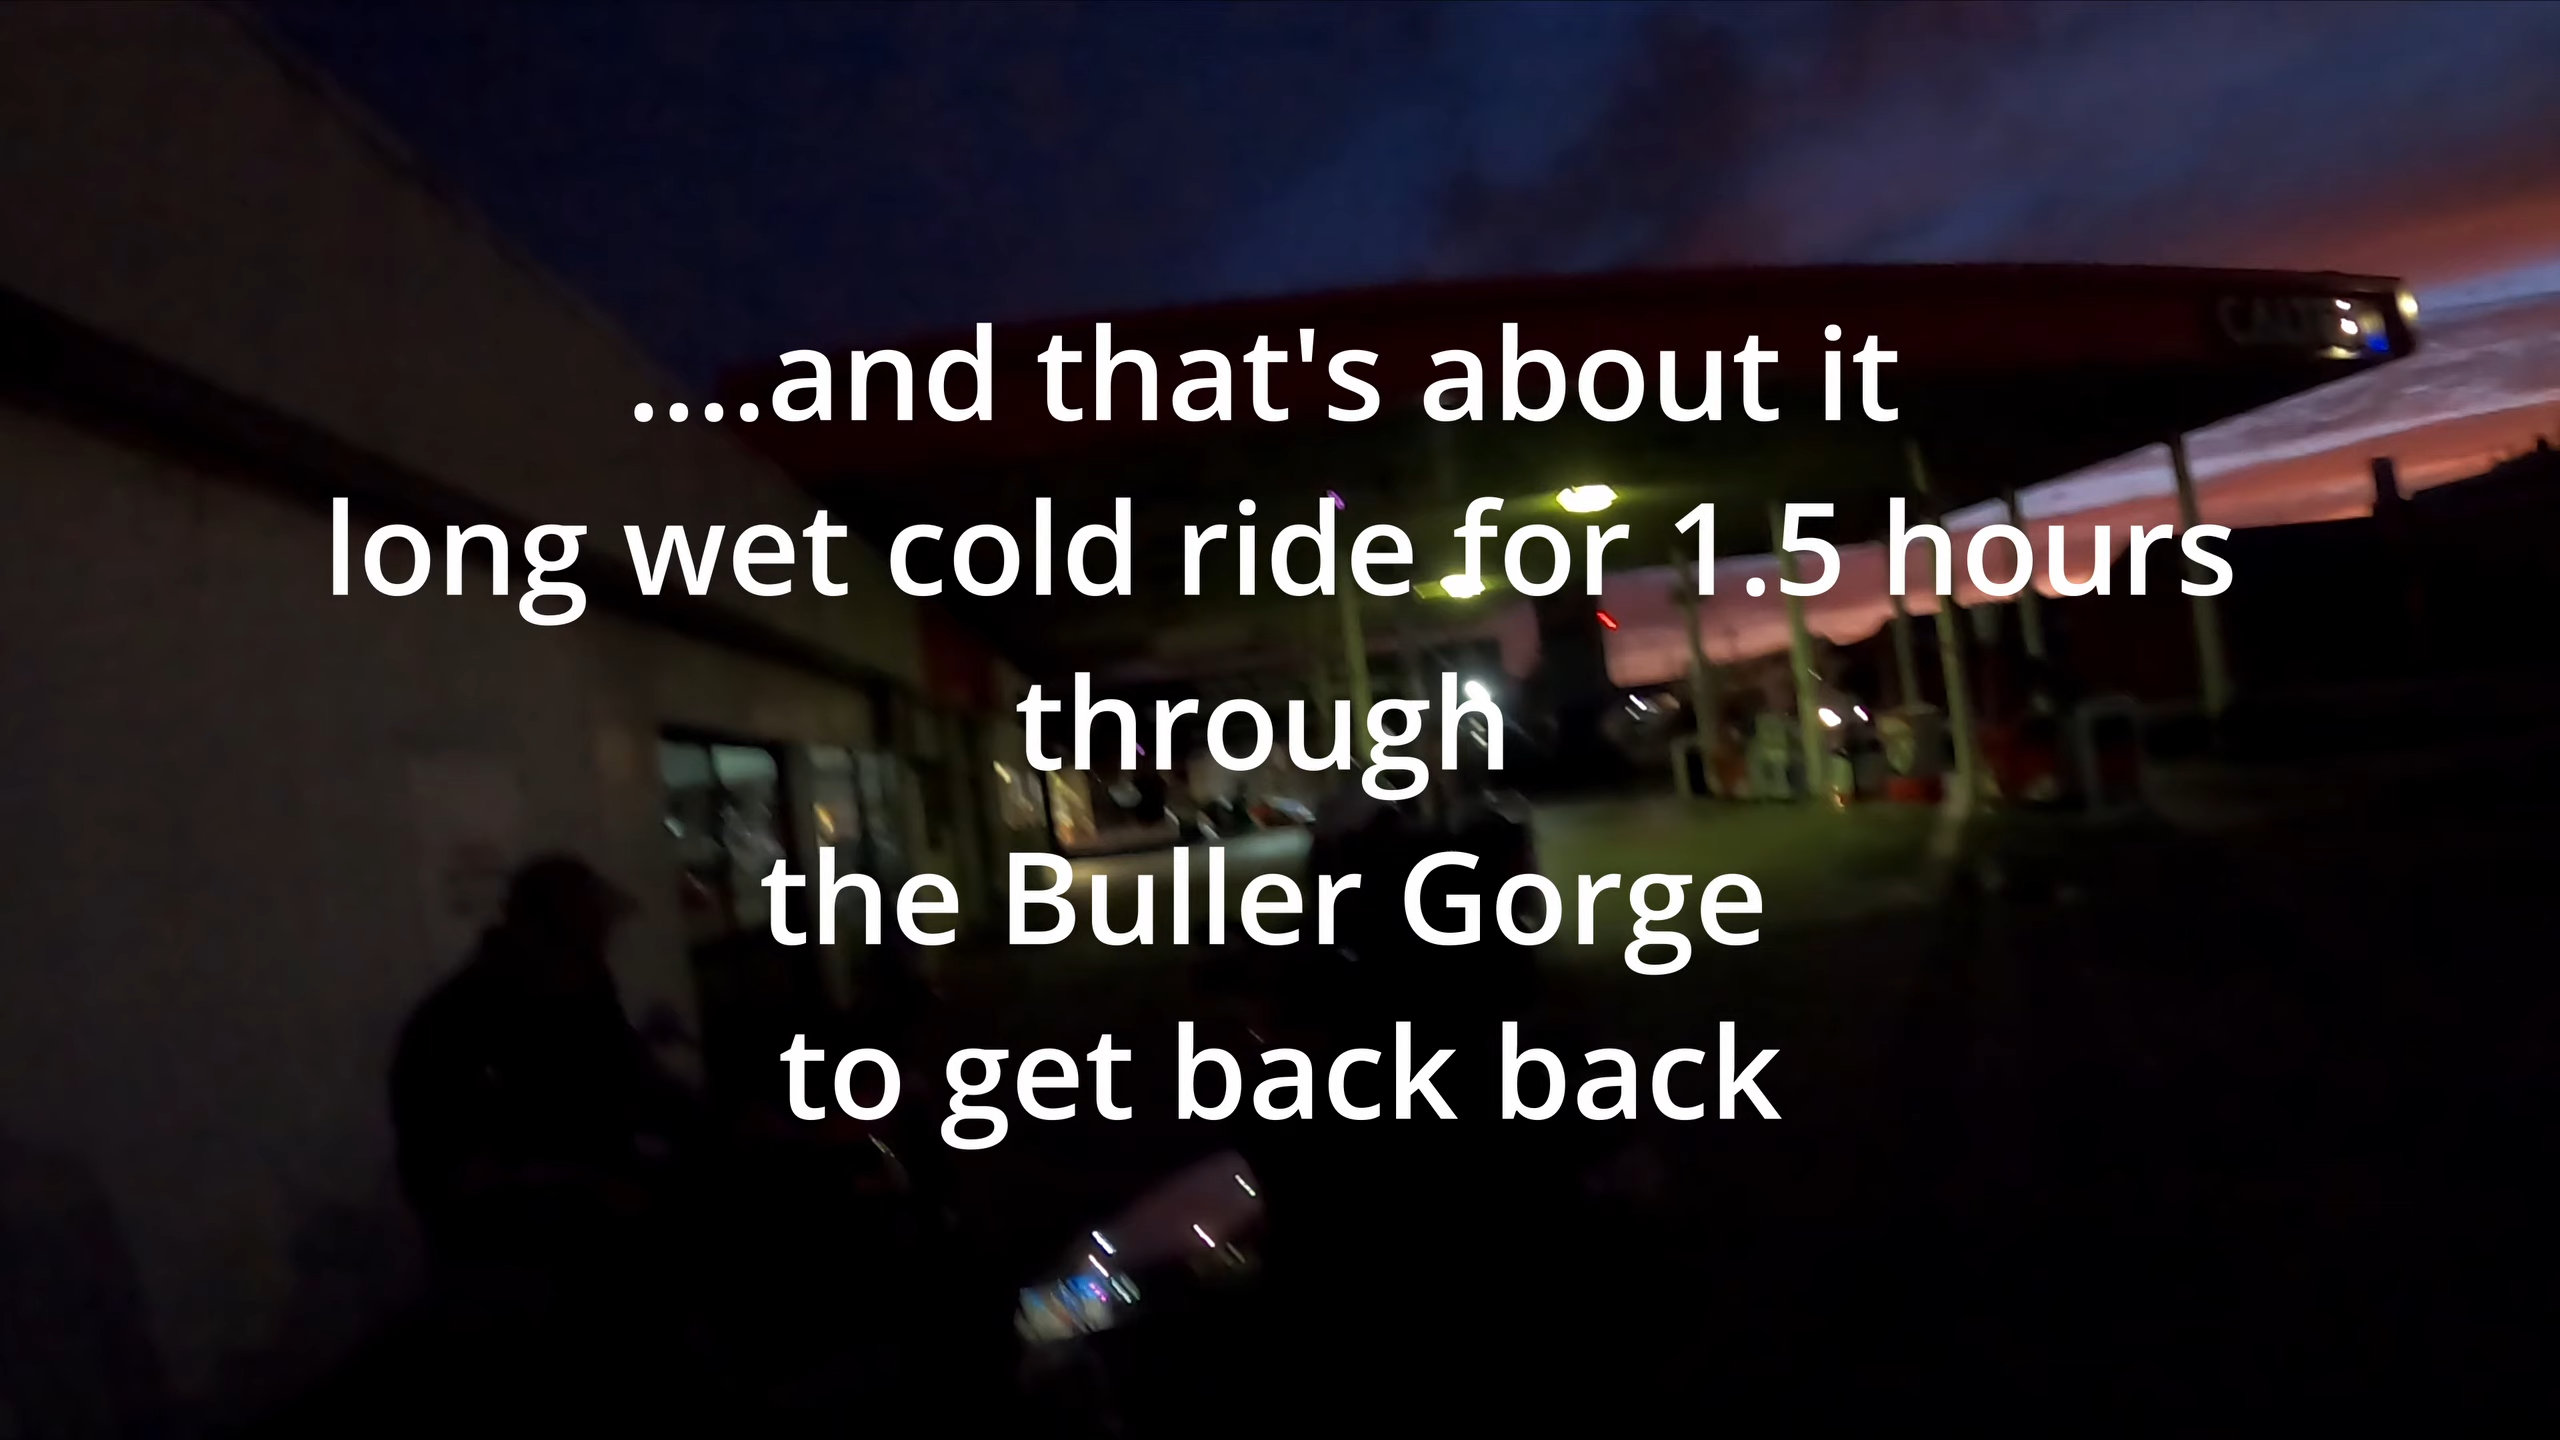 ....and that's about it
long wet cold ride for 1.5 hours
through
the Buller Gorge
to get back back